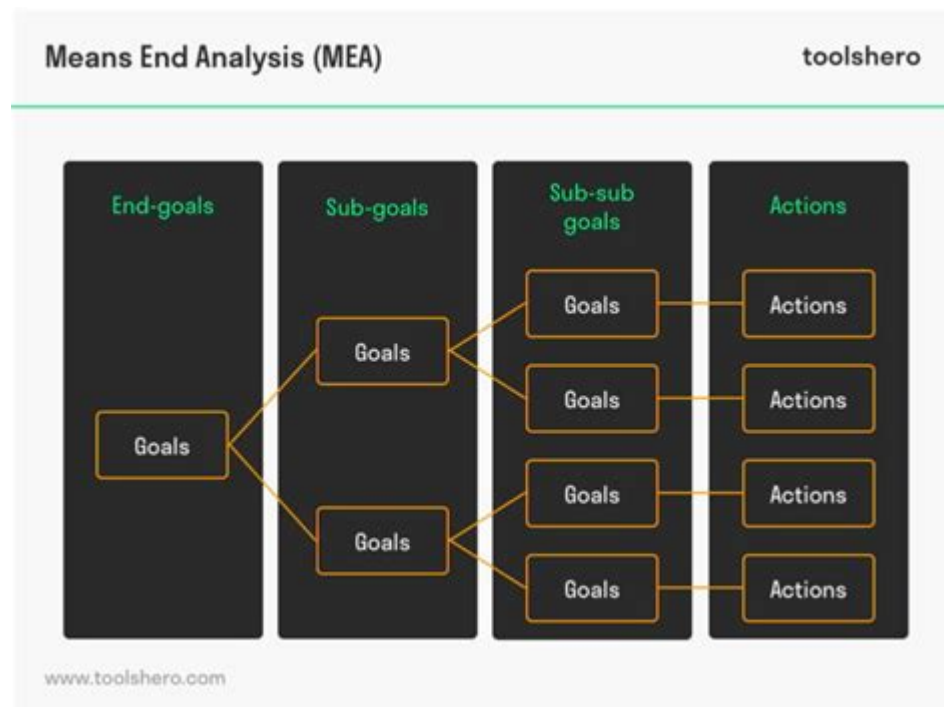 Means End Analysis (MEA)
toolshero
End-goals
Sub-goals
Sub-sub
goals
Actions
Goals
Goals
Goals
Goals
Goals
Goals
Goals
Actions
Actions
Actions
Actions
www.toolshero.com